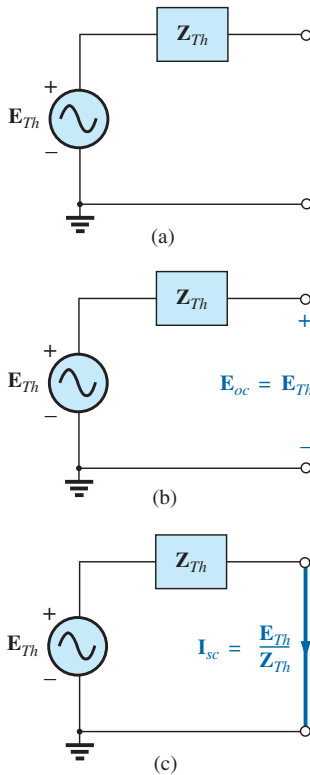 Z_Th
+
E_Th
−
(a)
Z_Th
+
+
E_Th
E_oc = E_Th
−
−
(b)
Z_Th
+
E_Th
I_sc = E_Th / Z_Th
−
(c)